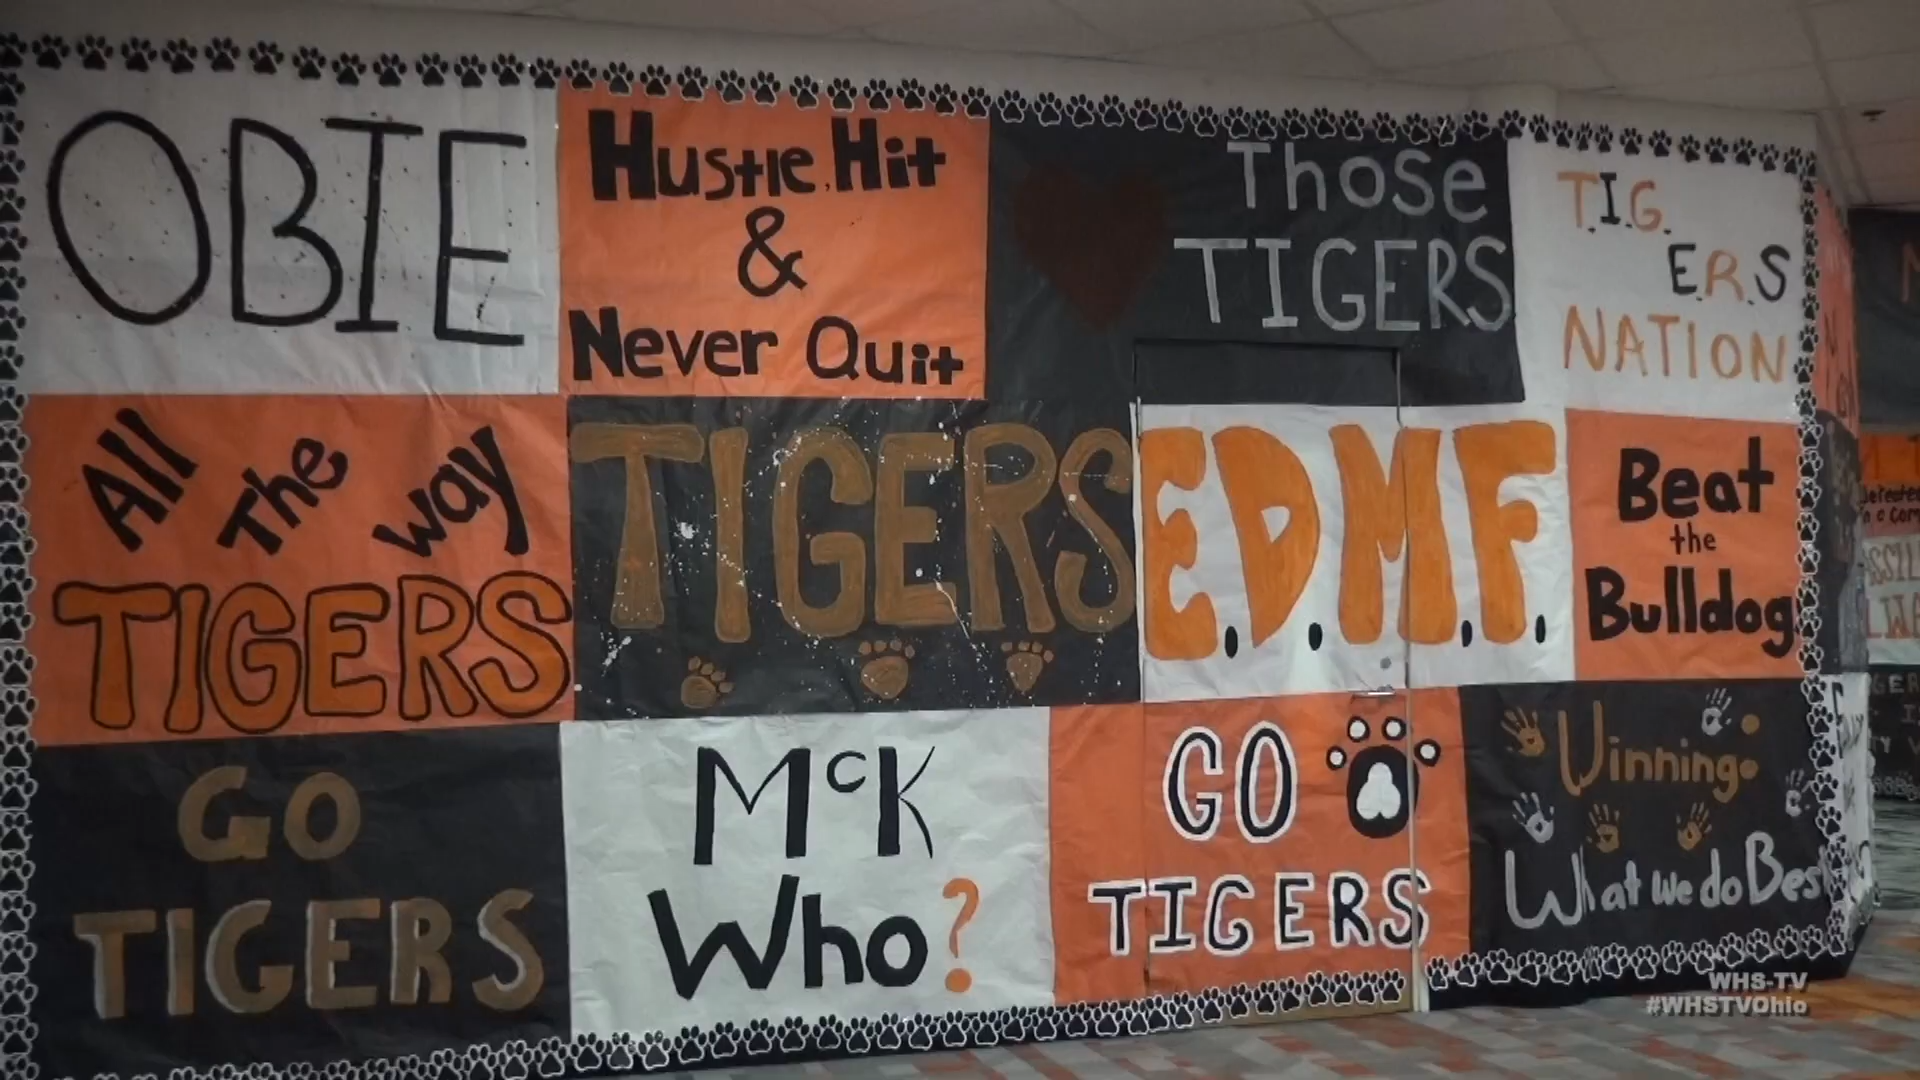 OBIE
Hustle, Hit
&
Never Quit
Those
TIGERS
T.I.G.
E.R.S
NATION
All The way
TIGERS
TIGERS
E.D.M.F.
Beat
the
Bulldog
GO
TIGERS
McK
Who?
GO
TIGERS
Winning:
What we do Best
WHS-TV
#WHSTVOhio